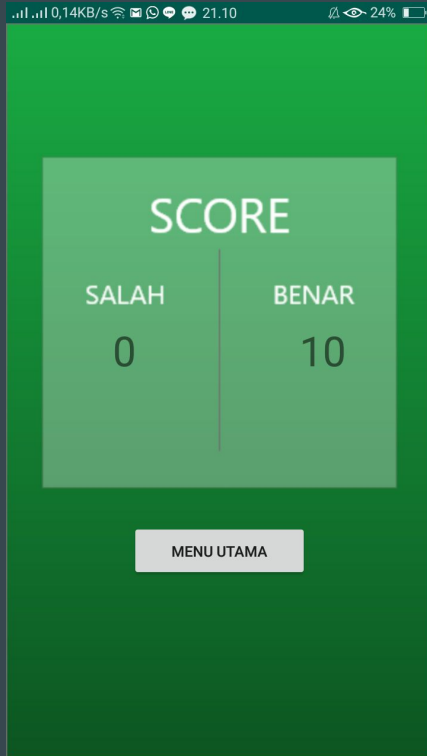 0,14KB/s 21.10 24%
SCORE
SALAH BENAR
0 10
MENU UTAMA